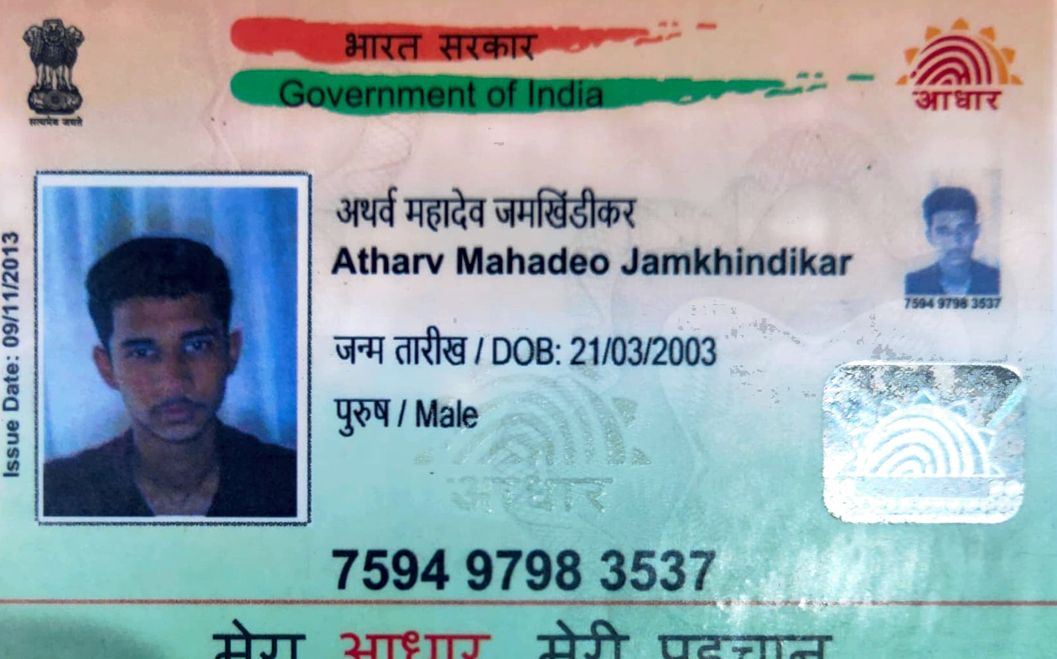 सत्यमेव जयते
भारत सरकार
Government of India
आधार
Issue Date: 09/11/2013
अथर्व महादेव जमखिंडीकर
Atharv Mahadeo Jamkhindikar
7594 9798 3537
जन्म तारीख / DOB: 21/03/2003
पुरुष / Male
आधार
7594 9798 3537
मेरा आधार मेरी पहचान